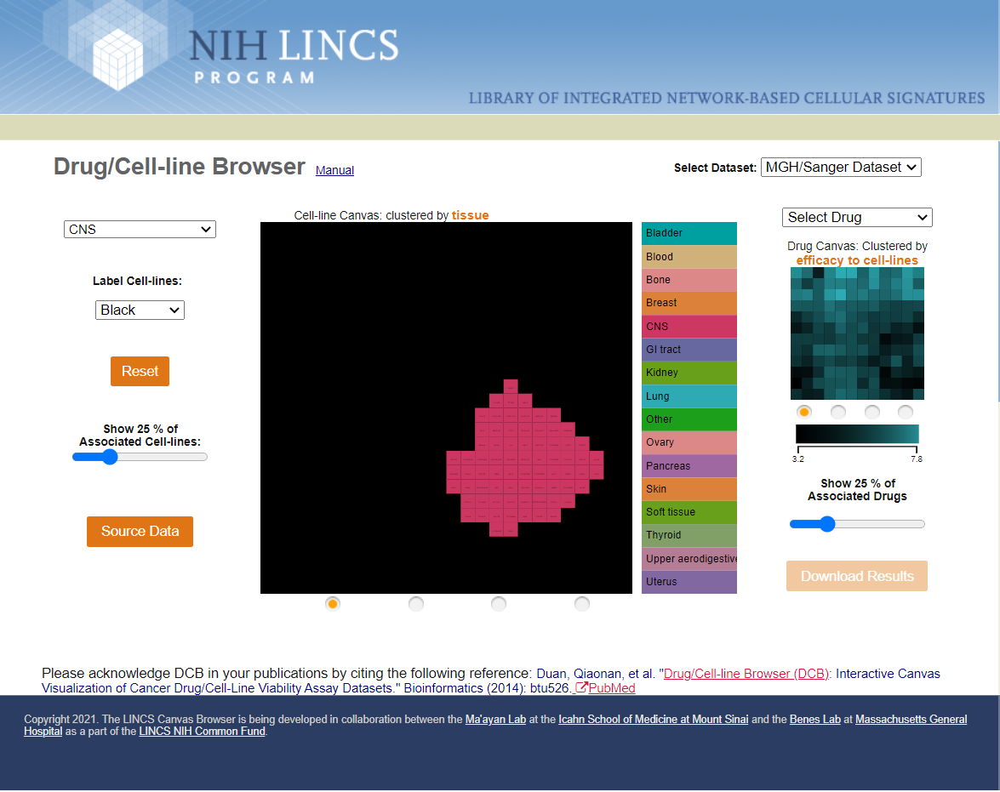 NIH LINCS
PROGRAM
LIBRARY OF INTEGRATED NETWORK-BASED CELLULAR SIGNATURES
Drug/Cell-line Browser Manual
Select Dataset: MGH/Sanger Dataset
CNS
Label Cell-lines:
Black
Reset
Show 25 % of
Associated Cell-lines:
Source Data
Cell-line Canvas: clustered by tissue
Bladder
Blood
Bone
Breast
CNS
GI tract
Kidney
Lung
Other
Ovary
Pancreas
Skin
Soft tissue
Thyroid
Upper aerodigestive
Uterus
Select Drug
Drug Canvas: Clustered by
efficacy to cell-lines
3.2 7.8
Show 25 % of
Associated Drugs
Download Results
Please acknowledge DCB in your publications by citing the following reference: Duan, Qiaonan, et al. "Drug/Cell-line Browser (DCB): Interactive Canvas
Visualization of Cancer Drug/Cell-Line Viability Assay Datasets." Bioinformatics (2014): btu526. PubMed
Copyright 2021. The LINCS Canvas Browser is being developed in collaboration between the Ma'ayan Lab at the Icahn School of Medicine at Mount Sinai and the Benes Lab at Massachusetts General
Hospital as a part of the LINCS NIH Common Fund.